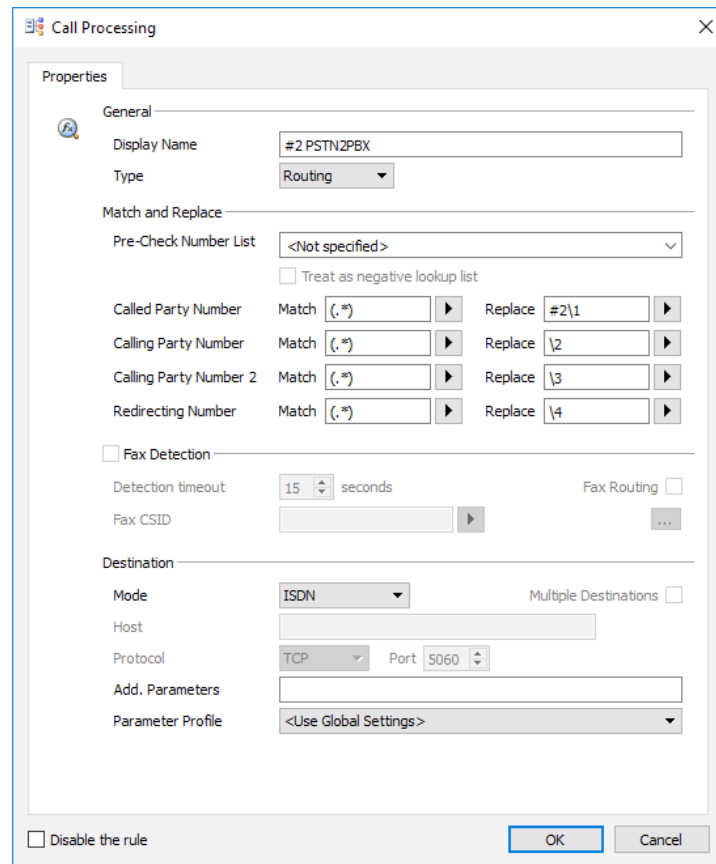 Call Processing
Properties
General
Display Name #2 PSTN2PBX
Type Routing
Match and Replace
Pre-Check Number List <Not specified>
Treat as negative lookup list
Called Party Number Match (.*) Replace #2\1
Calling Party Number Match (.*) Replace \2
Calling Party Number 2 Match (.*) Replace \3
Redirecting Number Match (.*) Replace \4
Fax Detection
Detection timeout 15 seconds Fax Routing
Fax CSID ...
Destination
Mode ISDN Multiple Destinations
Host
Protocol TCP Port 5060
Add. Parameters
Parameter Profile <Use Global Settings>
Disable the rule OK Cancel